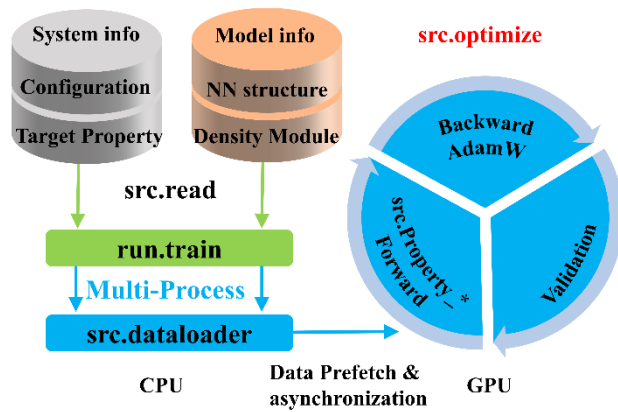 System info
Configuration
Target Property
Model info
NN structure
Density Module
src.optimize
src.read
run.train
Multi-Process
src.dataloader
CPU
Data Prefetch &
asynchronization
GPU
Backward
AdamW
src.Property_*
Forward
Validation